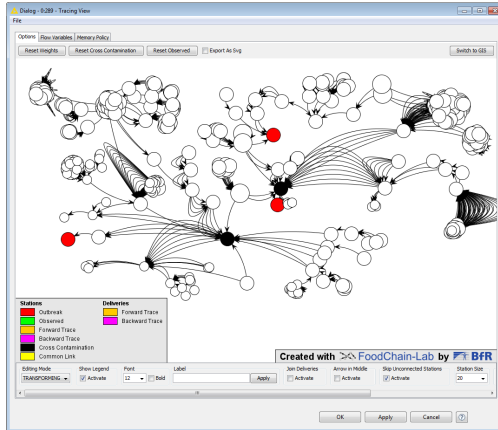 Dialog - 0:289 - Tracing View
File
Options Flow Variables Memory Policy
Reset Weights Reset Cross Contamination Reset Observed Export As Svg Switch to GIS
Stations Deliveries
Outbreak Forward Trace
Observed Backward Trace
Forward Trace
Backward Trace
Cross Contamination
Common Link
Created with FoodChain-Lab by BfR
Editing Mode Show Legend Font Label Join Deliveries Arrow in Middle Skip Unconnected Stations Station Size
TRANSFORMING Activate 12 Bold Apply Activate Activate Activate 20
OK Apply Cancel ?